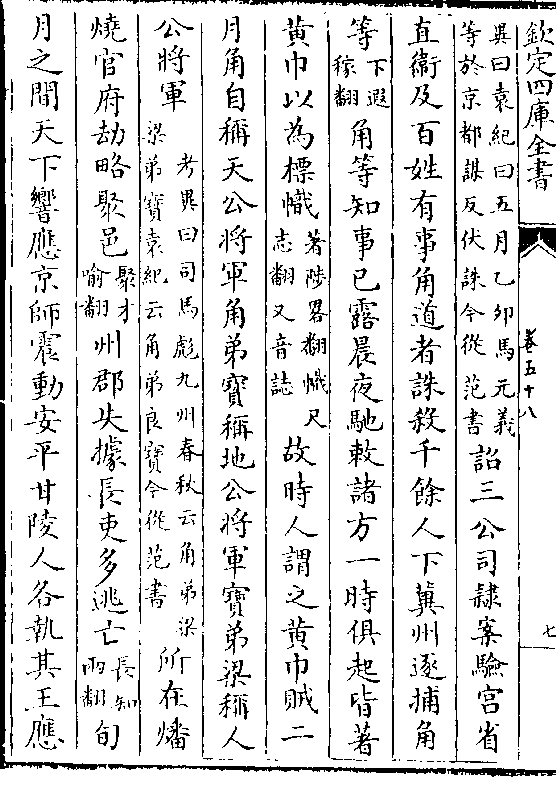 欽定四庫全書
卷五十八
七
異曰袁紀曰五月乙卯馬元義
等於京都謀反伏誅今從范書
詔三公司隸案驗宫省
直衞及百姓有事角道者誅殺千餘人下冀州逐捕角
等
下遐
稼翻
角等知事已露晨夜馳敕諸方一時俱起皆著
黄巾以為標幟
著陟畧翻幟尺
志翻又音誌
故時人謂之黄巾賊二
月角自稱天公將軍角弟寶稱地公將軍寶弟梁稱人
公將軍
考異曰司馬彪九州春秋云角弟梁
梁弟寶袁紀云角弟良寶今從范書
所在燔
燒官府劫略聚邑
聚才
喻翻
州郡失據長吏多逃亡
長知
兩翻
旬
月之間天下響應京師震動安平甘陵人各執其王應